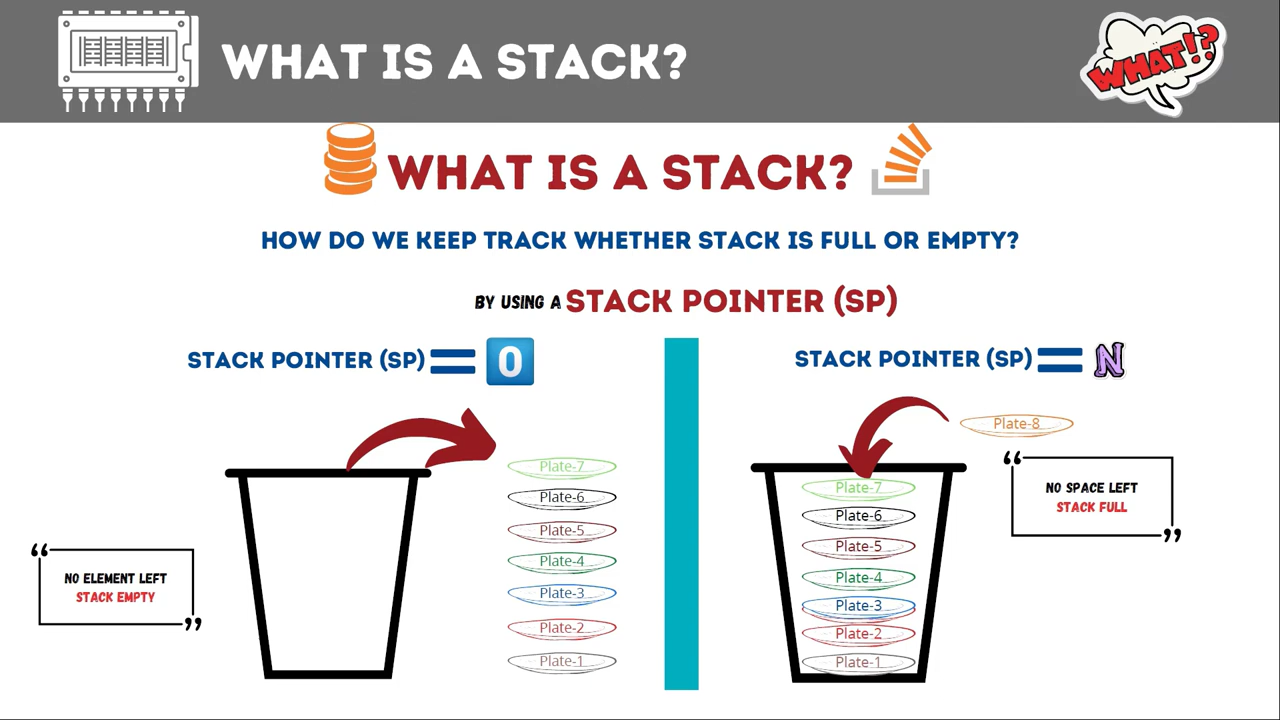 WHAT IS A STACK?
WHAT!?
WHAT IS A STACK?
HOW DO WE KEEP TRACK WHETHER STACK IS FULL OR EMPTY?
BY USING A STACK POINTER (SP)
STACK POINTER (SP) = 0
NO ELEMENT LEFT
STACK EMPTY
Plate-7
Plate-6
Plate-5
Plate-4
Plate-3
Plate-2
Plate-1
STACK POINTER (SP) = N
Plate-8
NO SPACE LEFT
STACK FULL
Plate-7
Plate-6
Plate-5
Plate-4
Plate-3
Plate-2
Plate-1